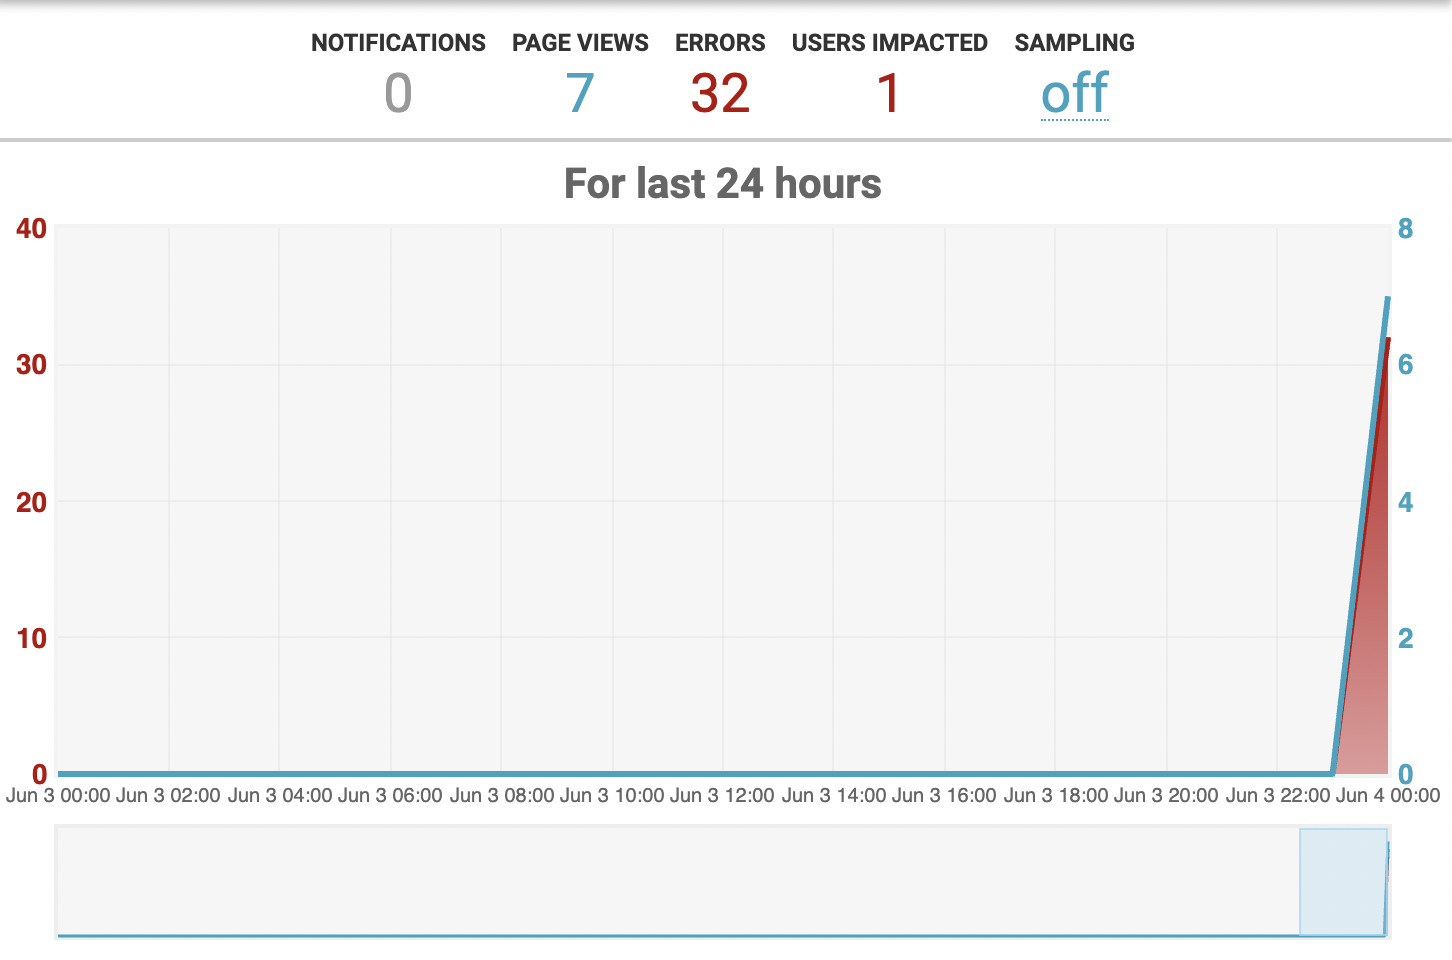 NOTIFICATIONS PAGE VIEWS ERRORS USERS IMPACTED SAMPLING
0 7 32 1 off
For last 24 hours
40 8
30 6
20 4
10 2
0 0
Jun 3 00:00 Jun 3 02:00 Jun 3 04:00 Jun 3 06:00 Jun 3 08:00 Jun 3 10:00 Jun 3 12:00 Jun 3 14:00 Jun 3 16:00 Jun 3 18:00 Jun 3 20:00 Jun 3 22:00 Jun 4 00:00